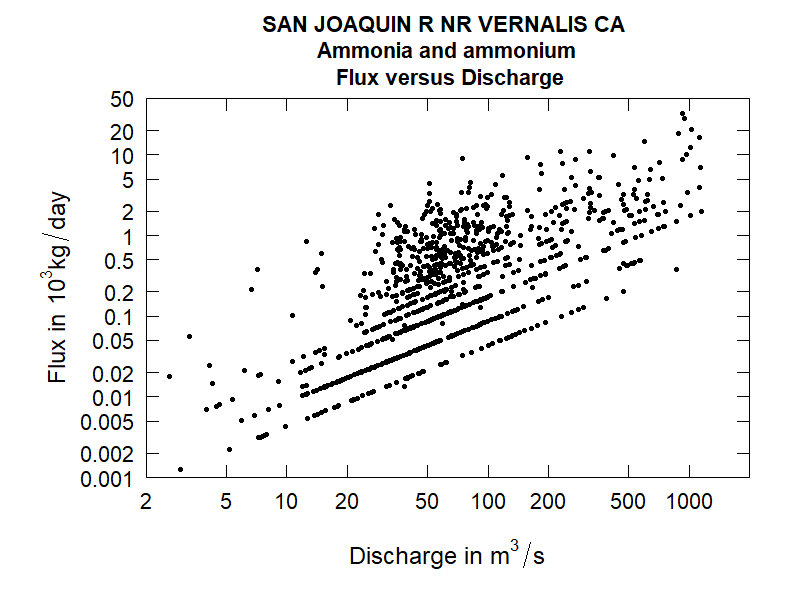 SAN JOAQUIN R NR VERNALIS CA
Ammonia and ammonium
Flux versus Discharge
50
20
10
5
2
1
0.5
0.2
0.1
0.05
0.02
0.01
0.005
0.002
0.001
Flux in 10³kg/day
2 5 10 20 50 100 200 500 1000
Discharge in m³/s